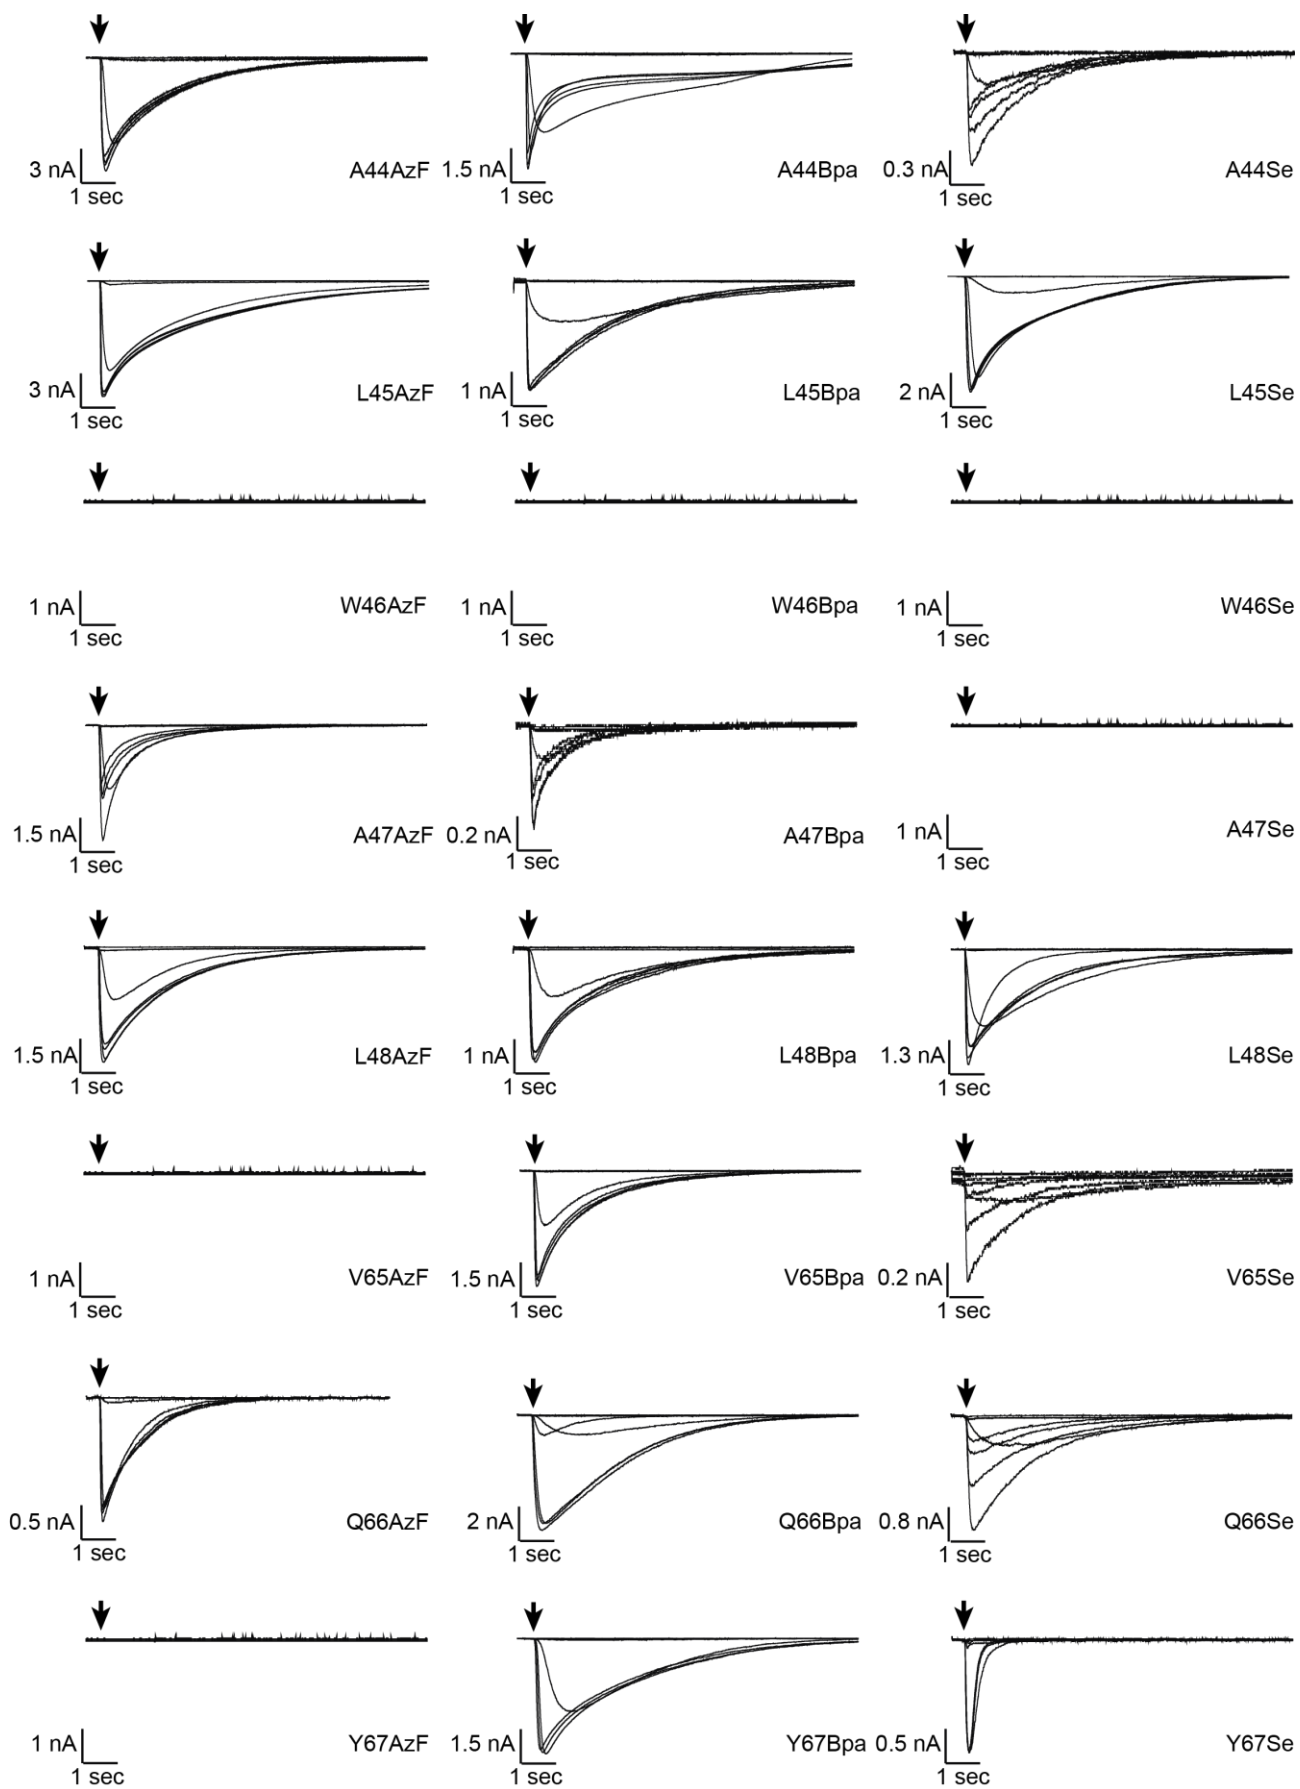 3 nA
1 sec
A44AzF
1.5 nA
1 sec
A44Bpa
0.3 nA
1 sec
A44Se
3 nA
1 sec
L45AzF
1 nA
1 sec
L45Bpa
2 nA
1 sec
L45Se
1 nA
1 sec
W46AzF
1 nA
1 sec
W46Bpa
1 nA
1 sec
W46Se
1.5 nA
1 sec
A47AzF
0.2 nA
1 sec
A47Bpa
1 nA
1 sec
A47Se
1.5 nA
1 sec
L48AzF
1 nA
1 sec
L48Bpa
1.3 nA
1 sec
L48Se
1 nA
1 sec
V65AzF
1.5 nA
1 sec
V65Bpa
0.2 nA
1 sec
V65Se
0.5 nA
1 sec
Q66AzF
2 nA
1 sec
Q66Bpa
0.8 nA
1 sec
Q66Se
1 nA
1 sec
Y67AzF
1.5 nA
1 sec
Y67Bpa
0.5 nA
1 sec
Y67Se